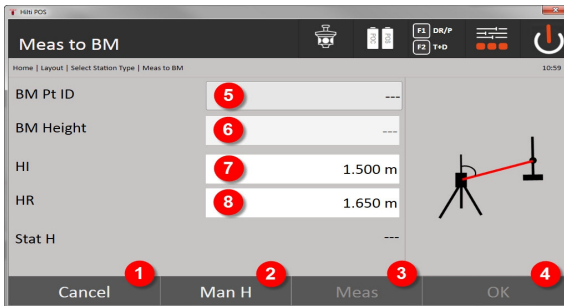 Hilti POS
Meas to BM
POC
POC
F1 DR/P
F2 T+D
Home | Layout | Select Station Type | Meas to BM
10:59
BM Pt ID
5
---
BM Height
6
---
HI
7
1.500 m
HR
8
1.650 m
Stat H
---
1
2
3
4
Cancel
Man H
Meas
OK